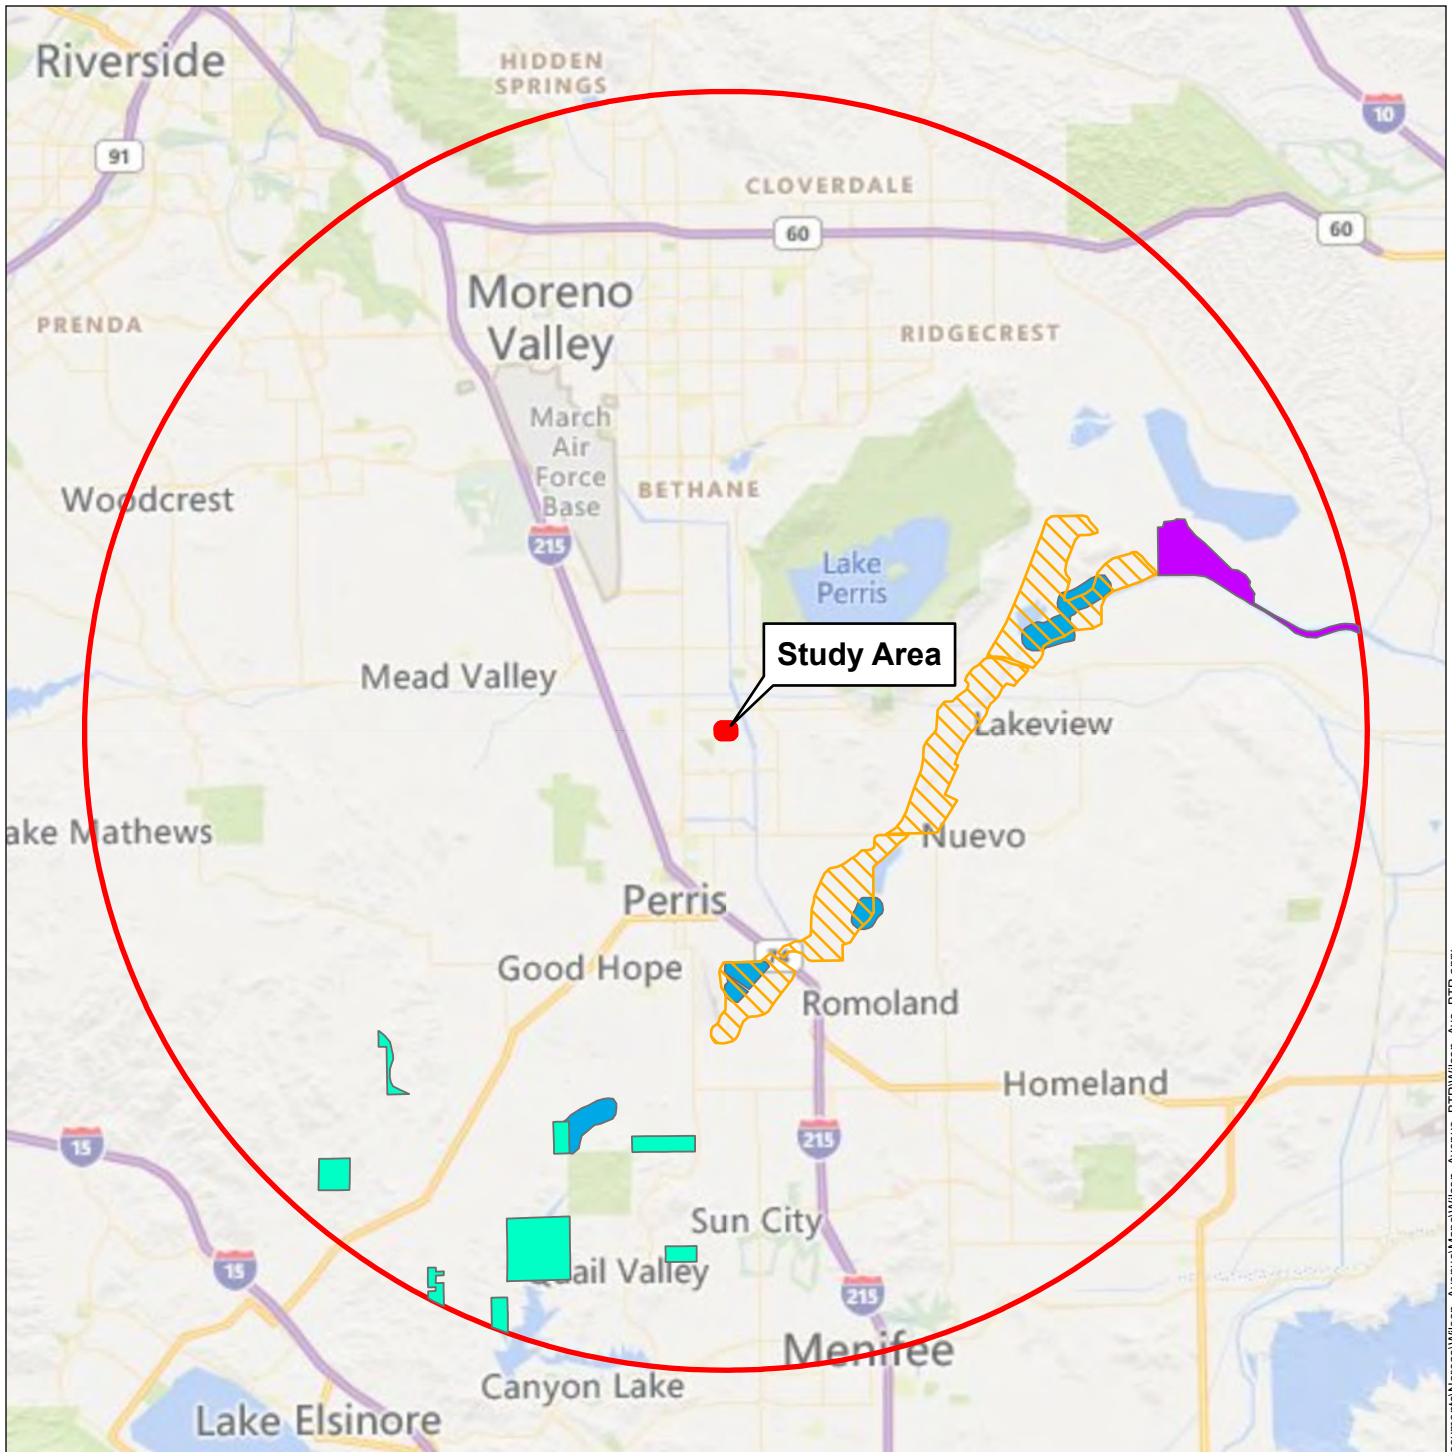 Riverside
HIDDEN
SPRINGS
10
91
CLOVERDALE
60
60
Moreno
Valley
PRENDA
RIDGECREST
March
Air
Force
Base
Woodcrest
BETHANE
215
Lake
Perris
Study Area
Mead Valley
Lakeview
ake Mathews
Nuevo
Perris
Good Hope
Romoland
Homeland
15
215
Sun City
15
Quail Valley
215
Menifee
Canyon Lake
Lake Elsinore